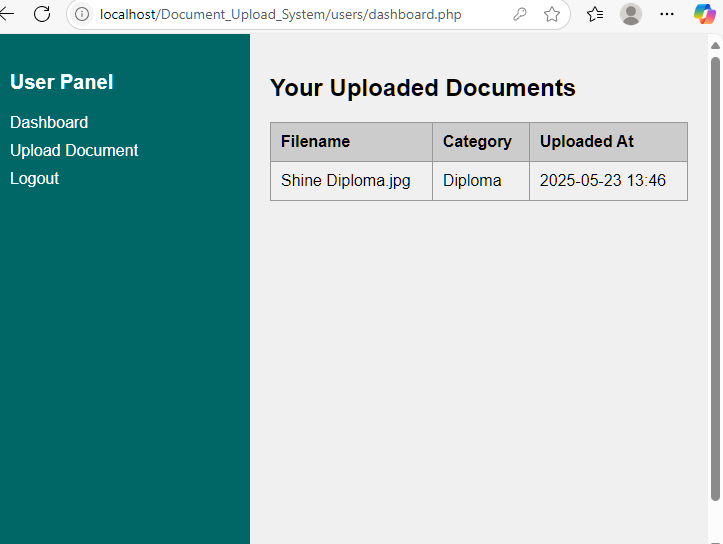 localhost/Document_Upload_System/users/dashboard.php
User Panel
Dashboard
Upload Document
Logout
Your Uploaded Documents
Filename Category Uploaded At
Shine Diploma.jpg Diploma 2025-05-23 13:46